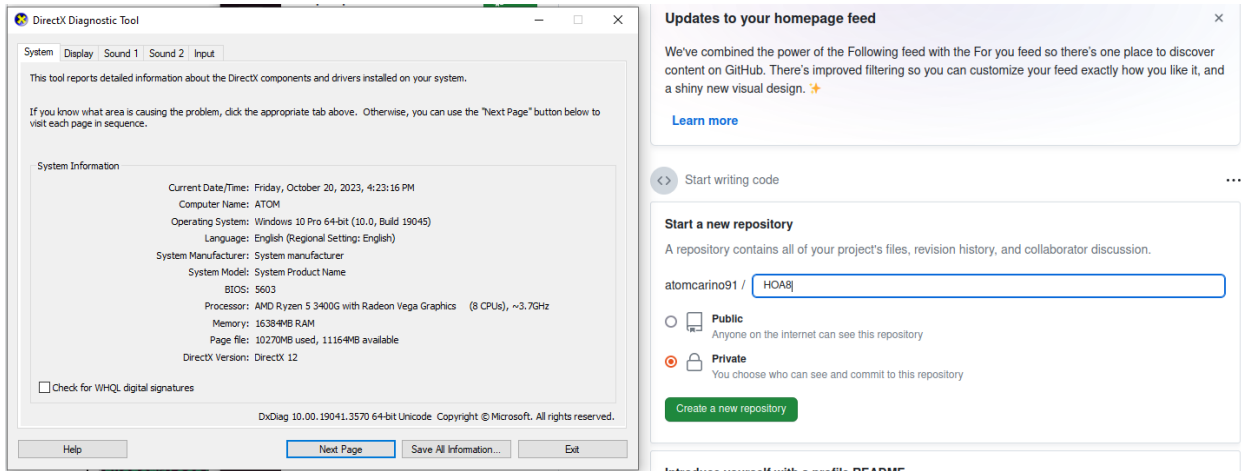 DirectX Diagnostic Tool
System Display Sound 1 Sound 2 Input
This tool reports detailed information about the DirectX components and drivers installed on your system.
If you know what area is causing the problem, click the appropriate tab above. Otherwise, you can use the "Next Page" button below to
visit each page in sequence.
System Information
Current Date/Time: Friday, October 20, 2023, 4:23:16 PM
Computer Name: ATOM
Operating System: Windows 10 Pro 64-bit (10.0, Build 19045)
Language: English (Regional Setting: English)
System Manufacturer: System manufacturer
System Model: System Product Name
BIOS: 5603
Processor: AMD Ryzen 5 3400G with Radeon Vega Graphics (8 CPUs), ~3.7GHz
Memory: 16384MB RAM
Page file: 10270MB used, 11164MB available
DirectX Version: DirectX 12
Check for WHQL digital signatures
DxDiag 10.00.19041.3570 64-bit Unicode Copyright © Microsoft. All rights reserved.
Help Next Page Save All Information... Exit
Updates to your homepage feed
We've combined the power of the Following feed with the For you feed so there's one place to discover
content on GitHub. There's improved filtering so you can customize your feed exactly how you like it, and
a shiny new visual design. ✨
Learn more
Start writing code
Start a new repository
A repository contains all of your project's files, revision history, and collaborator discussion.
atomcarino91 / HOA8
Public
Anyone on the internet can see this repository
Private
You choose who can see and commit to this repository
Create a new repository
Introduce yourself with a profile README